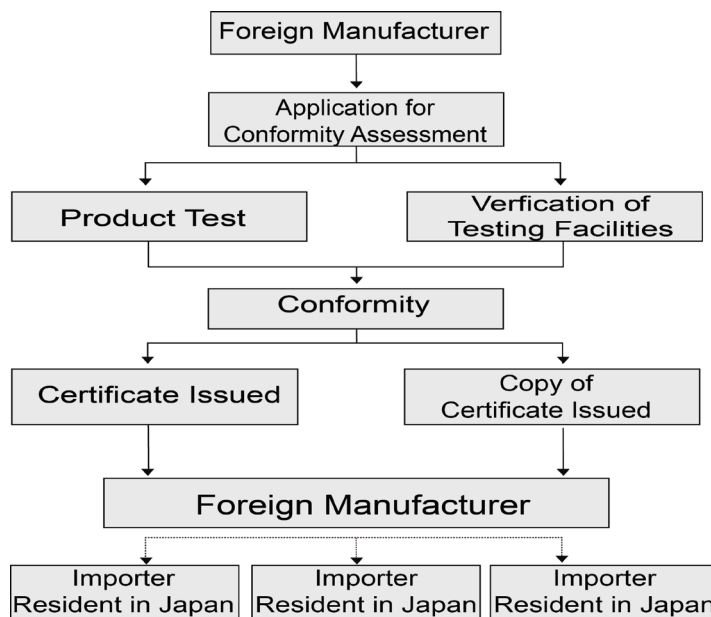 Foreign Manufacturer
Application for
Conformity Assessment
Product Test
Verfication of
Testing Facilities
Conformity
Certificate Issued
Copy of
Certificate Issued
Foreign Manufacturer
Importer
Resident in Japan
Importer
Resident in Japan
Importer
Resident in Japan